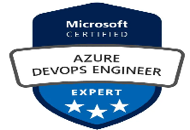 Microsoft
CERTIFIED
AZURE
DEVOPS ENGINEER
EXPERT